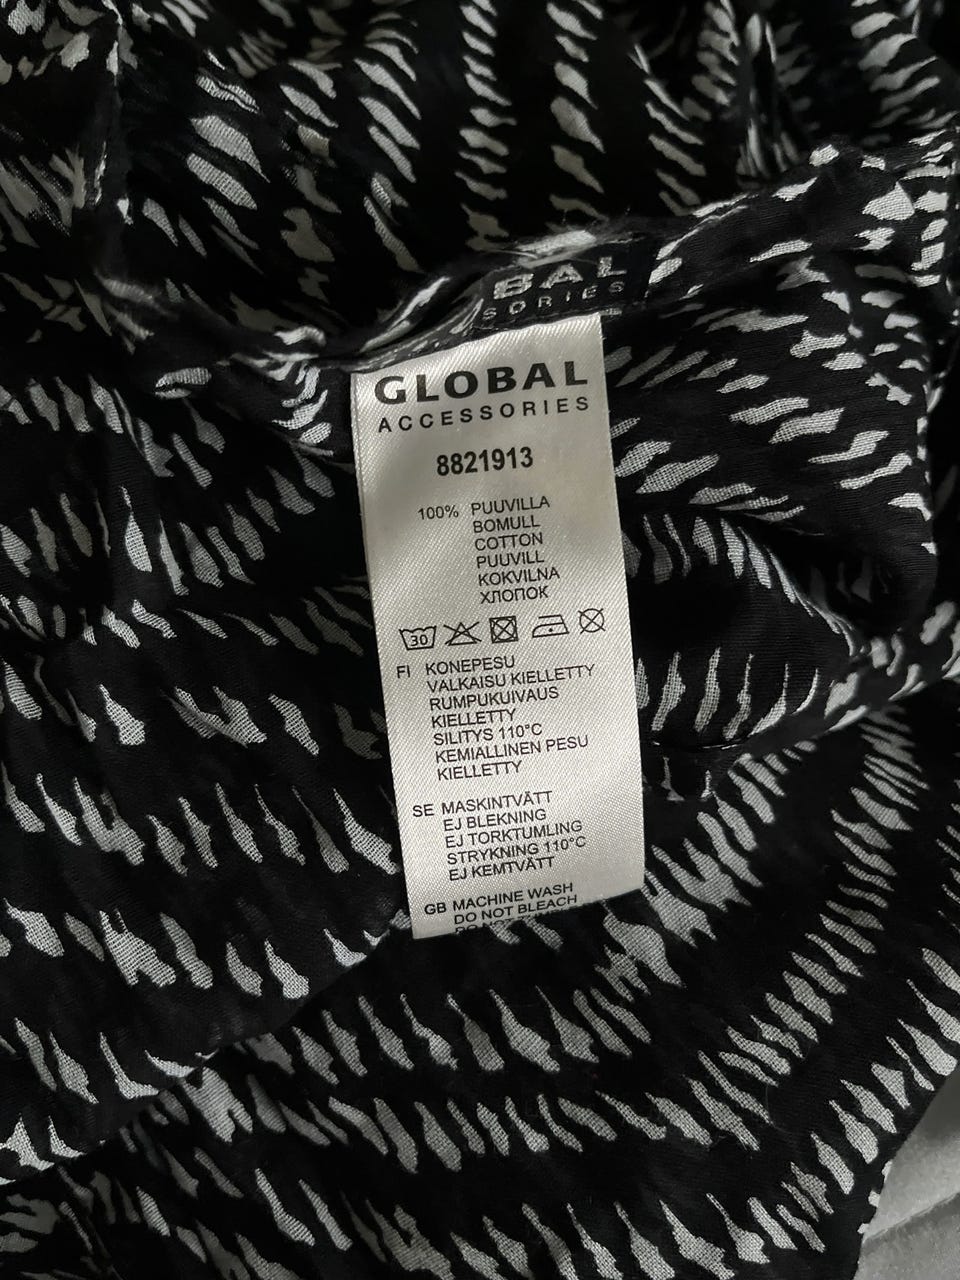 BAL
SORIES
GLOBAL
ACCESSORIES
8821913
100% PUUVILLA
BOMULL
COTTON
PUUVILL
KOKVILNA
ХЛОПОК
30
FI KONEPESU
VALKAISU KIELLETTY
RUMPUKUIVAUS
KIELLETTY
SILITYS 110°C
KEMIALLINEN PESU
KIELLETTY
SE MASKINTVÄTT
EJ BLEKNING
EJ TORKTUMLING
STRYKNING 110°C
EJ KEMTVÄTT
GB MACHINE WASH
DO NOT BLEACH
DO NOT